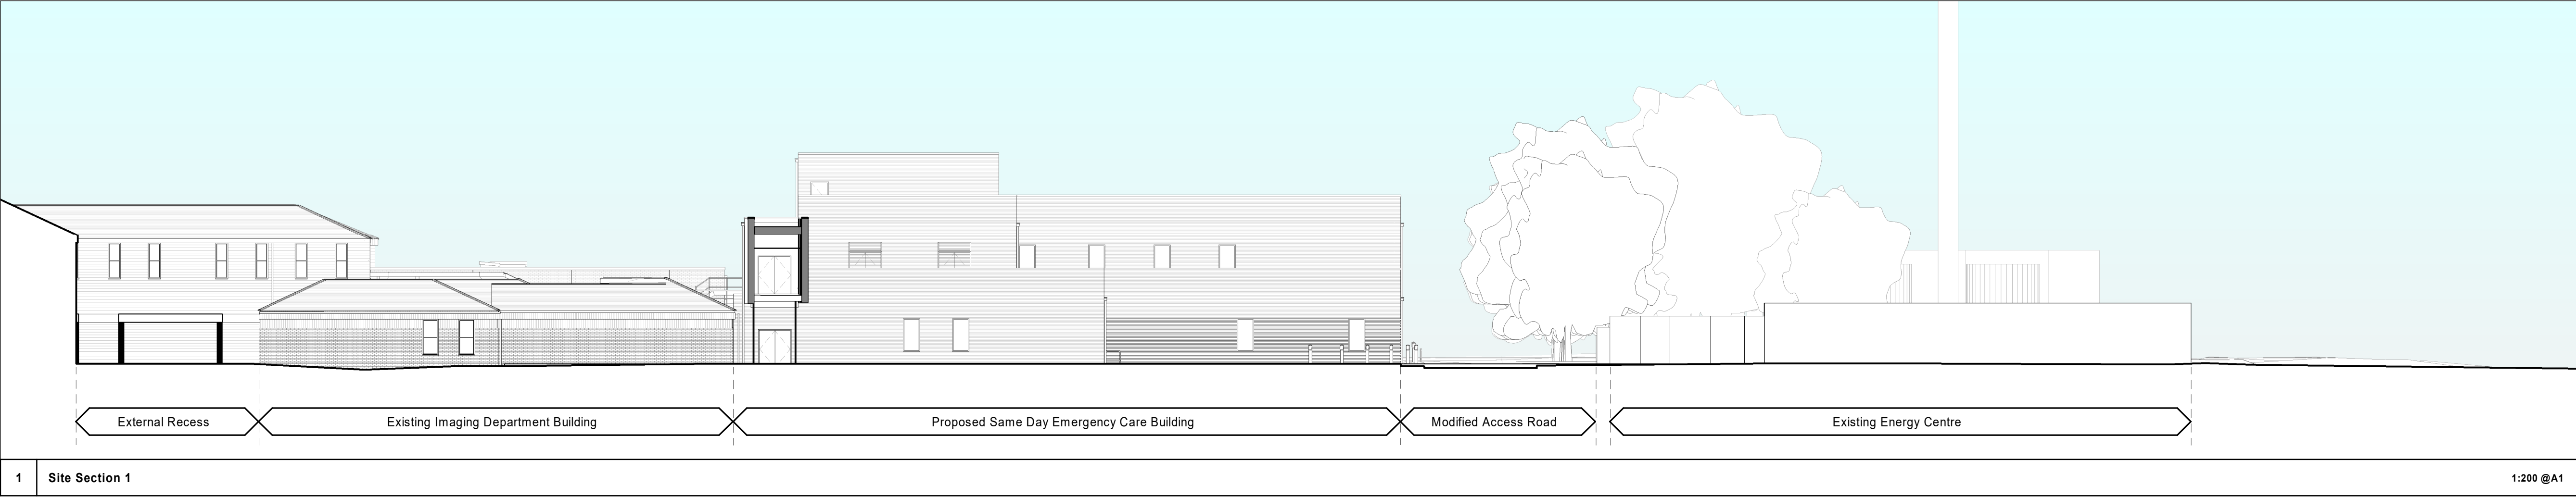 External Recess
Existing Imaging Department Building
Proposed Same Day Emergency Care Building
Modified Access Road
Existing Energy Centre
1
Site Section 1
1:200 @A1